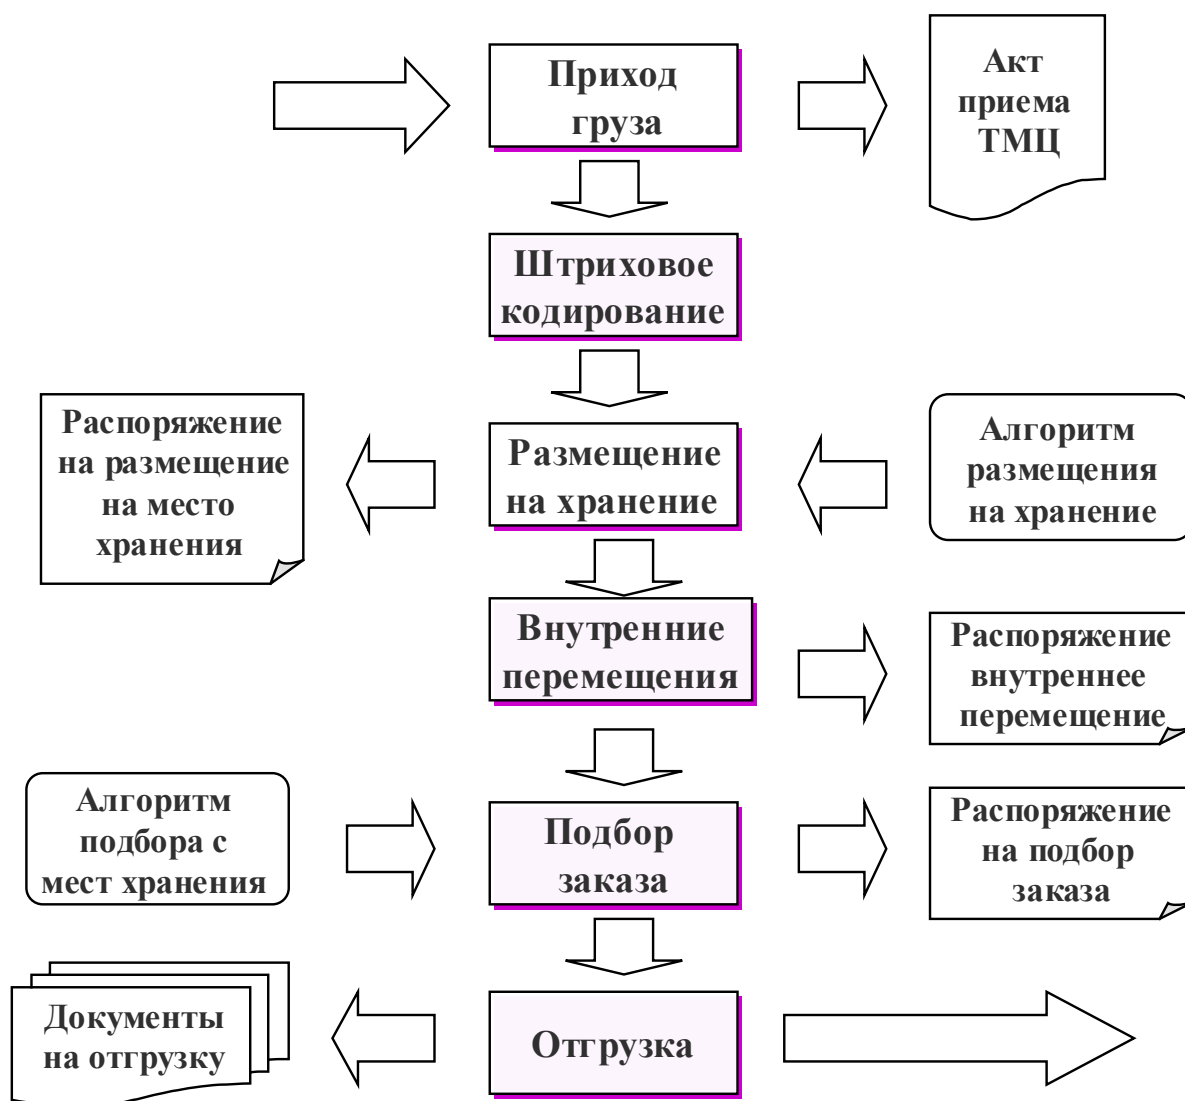 Приход
груза
Акт
приема
ТМЦ
Штриховое
кодирование
Распоряжение
на размещение
на место
хранения
Размещение
на хранение
Алгоритм
размещения
на хранение
Внутренние
перемещения
Распоряжение
внутреннее
перемещение
Алгоритм
подбора с
мест хранения
Подбор
заказа
Распоряжение
на подбор
заказа
Документы
на отгрузку
Отгрузка